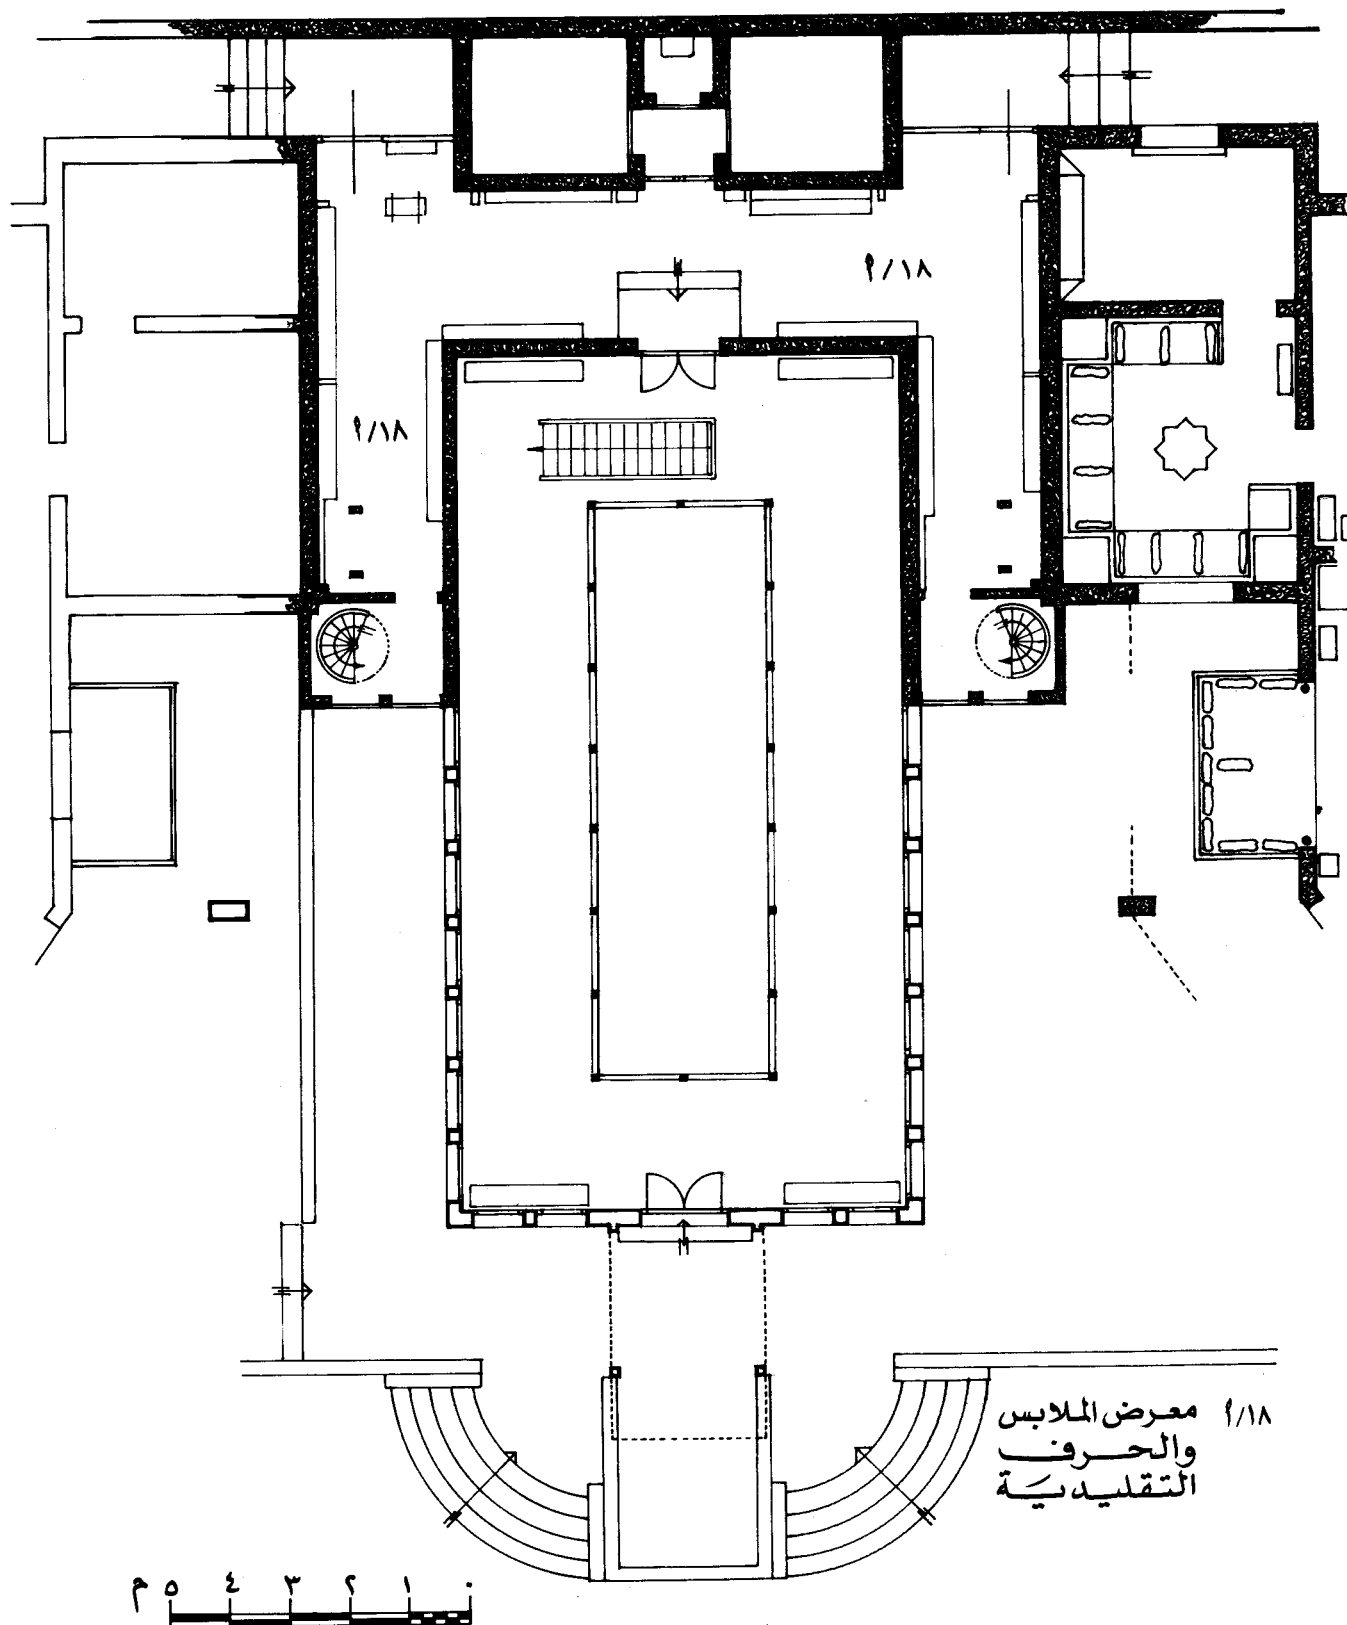 أ/١٨
أ/١٨
أ/١٨ معرض الملابس
والحرف
التقليدية
م ٥ ٤ ٣ ٢ ١ ٠